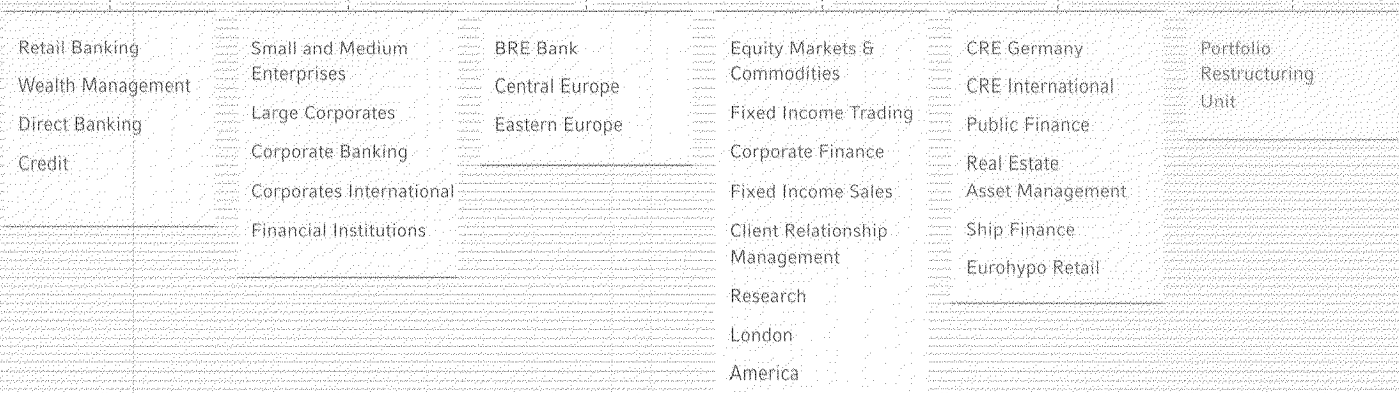 Retail Banking
Wealth Management
Direct Banking
Credit
Small and Medium
Enterprises
Large Corporates
Corporate Banking
Corporates International
Financial Institutions
BRE Bank
Central Europe
Eastern Europe
Equity Markets &
Commodities
Fixed Income Trading
Corporate Finance
Fixed Income Sales
Client Relationship
Management
Research
London
America
CRE Germany
CRE International
Public Finance
Real Estate
Asset Management
Ship Finance
Eurohypo Retail
Portfolio
Restructuring
Unit